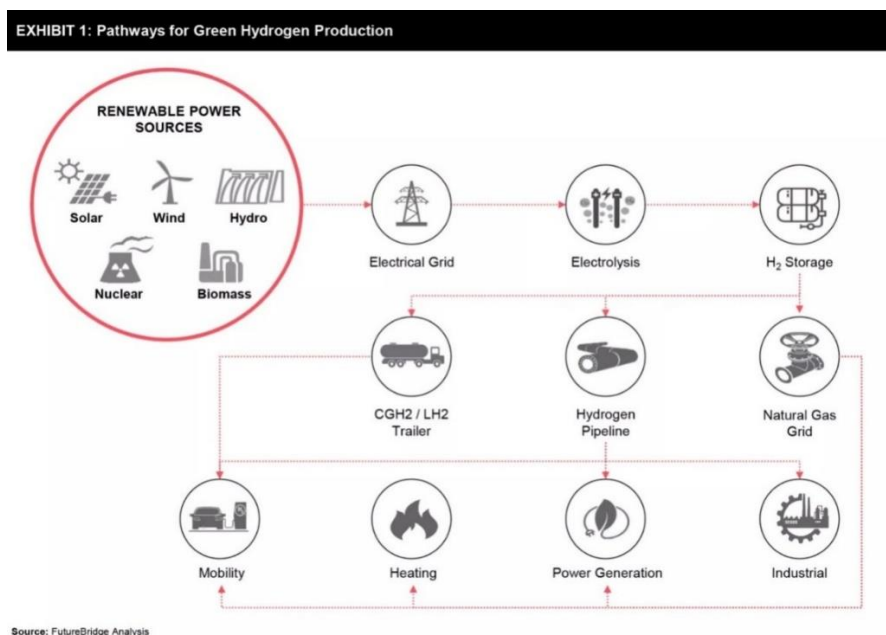 EXHIBIT 1: Pathways for Green Hydrogen Production
RENEWABLE POWER
SOURCES
Solar
Wind
Hydro
Nuclear
Biomass
Electrical Grid
Electrolysis
H₂ Storage
CGH2 / LH2
Trailer
Hydrogen
Pipeline
Natural Gas
Grid
Mobility
Heating
Power Generation
Industrial
Source: FutureBridge Analysis